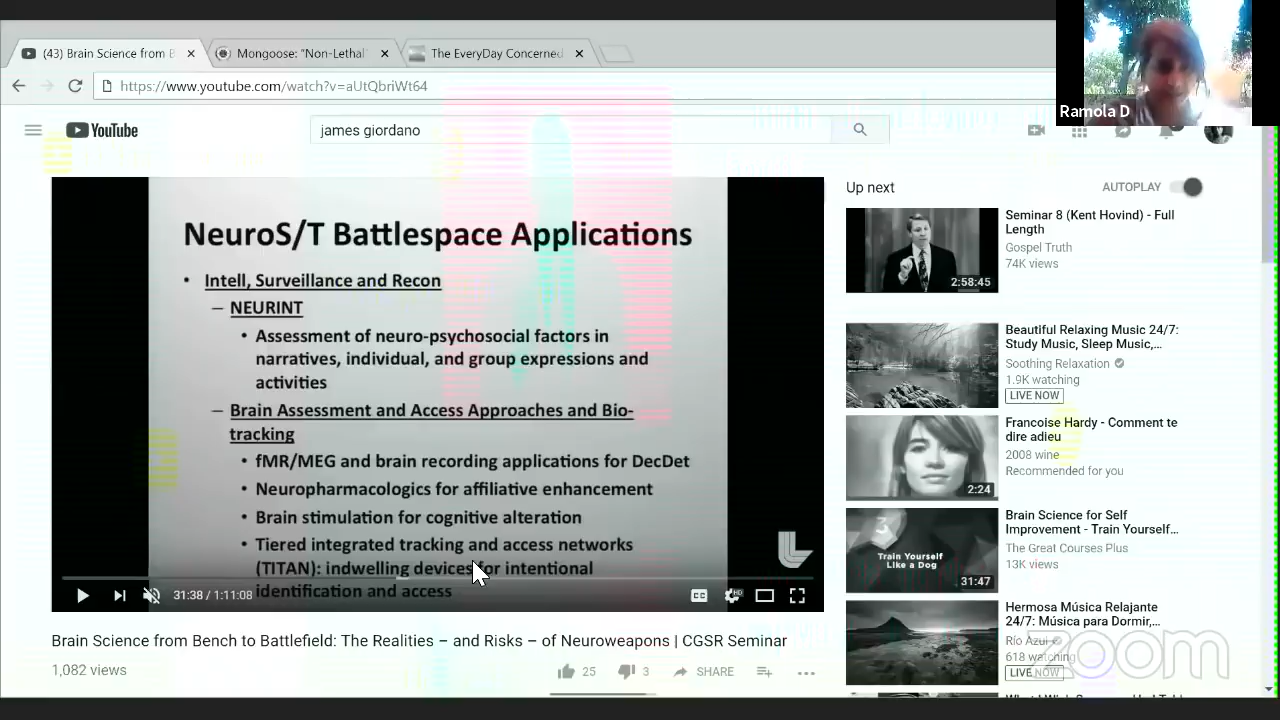 (43) Brain Science from B
Mongoose: "Non-Lethal
The EveryDay Concerned
https://www.youtube.com/watch?v=aUtQbriWt64
Ramola D
YouTube
james giordano
NeuroS/T Battlespace Applications
• Intell, Surveillance and Recon
– NEURINT
• Assessment of neuro-psychosocial factors in
narratives, individual, and group expressions and
activities
– Brain Assessment and Access Approaches and Bio-
tracking
• fMR/MEG and brain recording applications for DecDet
• Neuropharmacologics for affiliative enhancement
• Brain stimulation for cognitive alteration
• Tiered integrated tracking and access networks
(TITAN): indwelling devices for intentional
identification and access
31:38 / 1:11:08
CC
HD
Brain Science from Bench to Battlefield: The Realities – and Risks – of Neuroweapons | CGSR Seminar
1,082 views
25
3
SHARE
Up next
AUTOPLAY
Seminar 8 (Kent Hovind) - Full
Length
Gospel Truth
74K views
2:58:45
Beautiful Relaxing Music 24/7:
Study Music, Sleep Music,...
Soothing Relaxation
1.9K watching
LIVE NOW
Francoise Hardy - Comment te
dire adieu
2008 wine
Recommended for you
2:24
Brain Science for Self
Improvement - Train Yourself...
The Great Courses Plus
13K views
3
Train Yourself
Like a Dog
31:47
Hermosa Música Relajante
24/7: Música para Dormir,...
Río Azul
618 watching
LIVE NOW
zoom